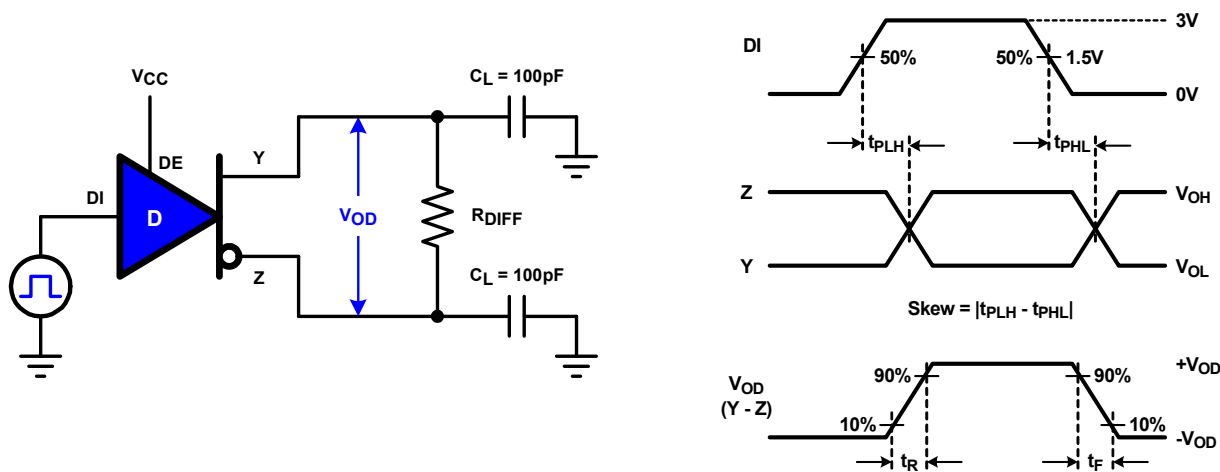 VCC
DE
DI
D
Y
Z
VOD
RDIFF
CL = 100pF
CL = 100pF
DI
3V
50%
50%
1.5V
0V
tPLH
tPHL
Z
VOH
Y
VOL
Skew = |tPLH - tPHL|
VOD
(Y - Z)
90%
90%
+VOD
10%
10%
-VOD
tR
tF